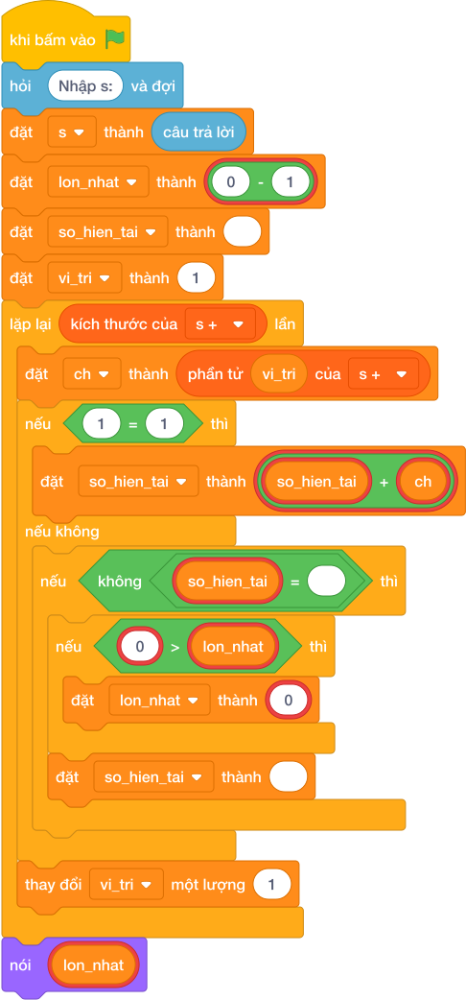 khi bấm vào
hỏi Nhập s: và đợi
đặt s thành câu trả lời
đặt lon_nhat thành 0 - 1
đặt so_hien_tai thành
đặt vi_tri thành 1
lặp lại kích thước của s + lần
đặt ch thành phần tử vi_tri của s +
nếu 1 = 1 thì
đặt so_hien_tai thành so_hien_tai + ch
nếu không
nếu không so_hien_tai = thì
nếu 0 > lon_nhat thì
đặt lon_nhat thành 0
đặt so_hien_tai thành
thay đổi vi_tri một lượng 1
nói lon_nhat